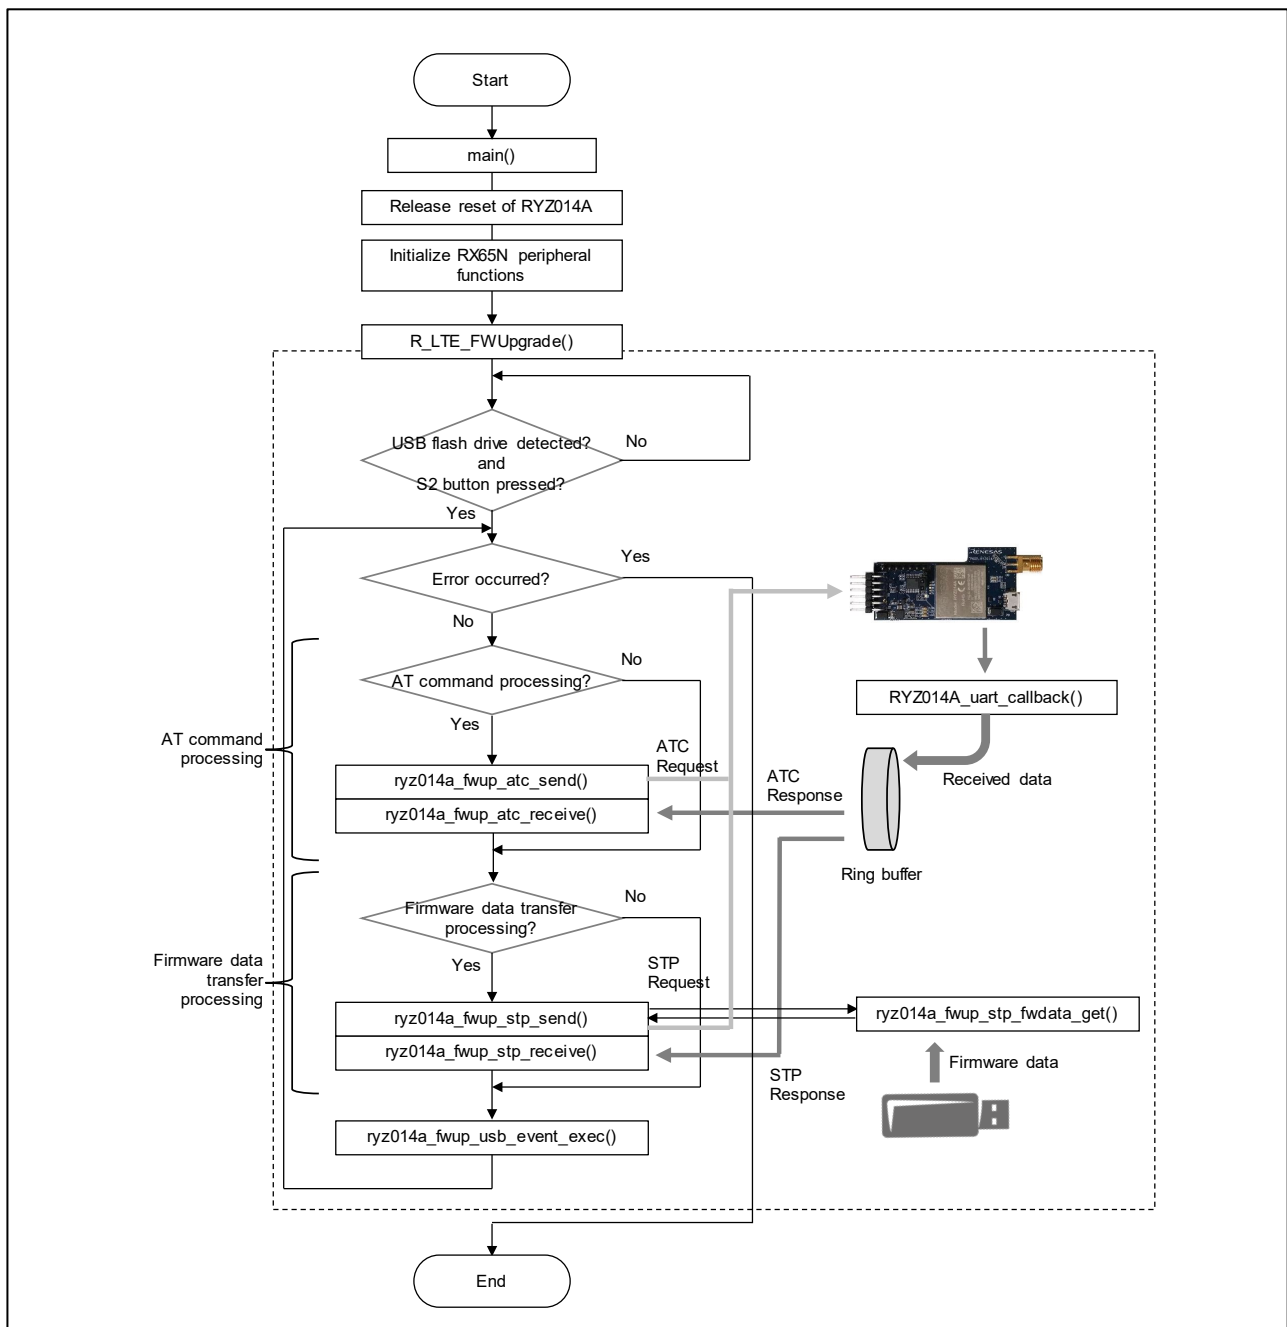 Start
main()
Release reset of RYZ014A
Initialize RX65N peripheral
functions
R_LTE_FWUpgrade()
USB flash drive detected?
and
S2 button pressed?
No
Yes
Error occurred?
Yes
No
RENESAS
AT command processing?
No
Yes
AT command
processing
ryz014a_fwup_atc_send()
ryz014a_fwup_atc_receive()
ATC
Request
ATC
Response
RYZ014A_uart_callback()
Received data
Ring buffer
Firmware data transfer
processing?
No
Yes
Firmware data
transfer
processing
STP
Request
ryz014a_fwup_stp_send()
ryz014a_fwup_stp_receive()
ryz014a_fwup_stp_fwdata_get()
Firmware data
STP
Response
ryz014a_fwup_usb_event_exec()
End